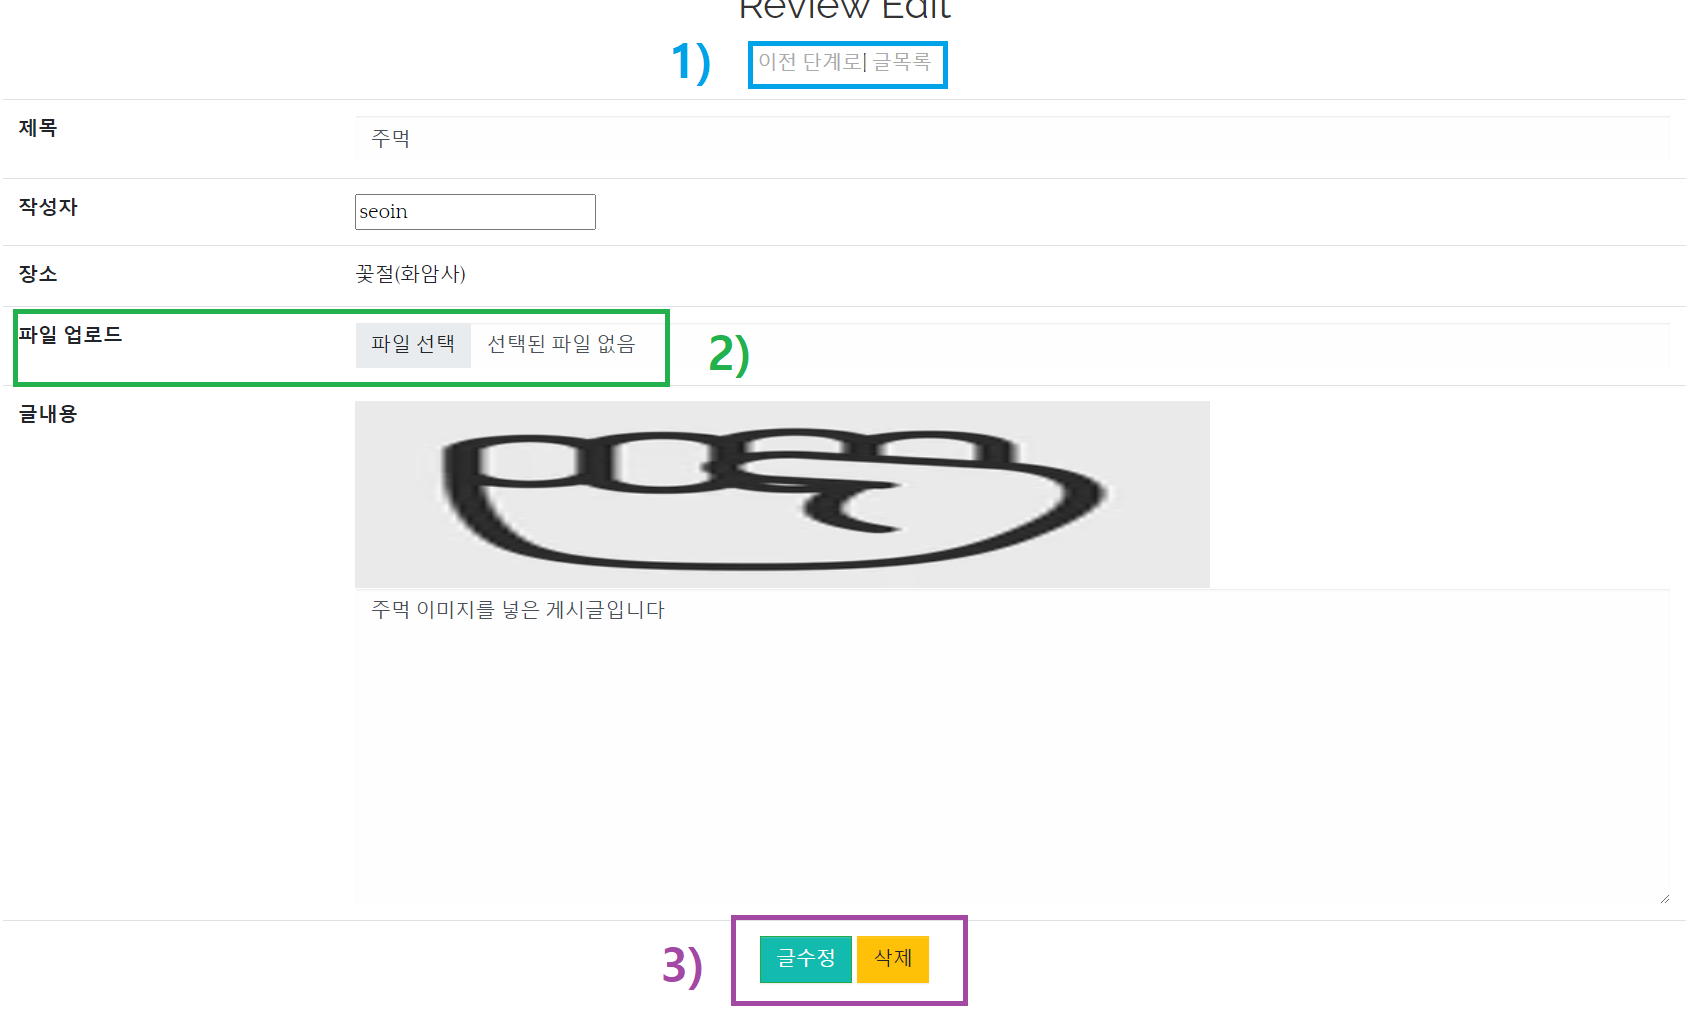 Review Edit
1) 이전 단계로| 글목록
제목 주먹
작성자 seoin
장소 꽃절(화암사)
파일 업로드 파일 선택 선택된 파일 없음 2)
글내용
주먹 이미지를 넣은 게시글입니다
3) 글수정 삭제